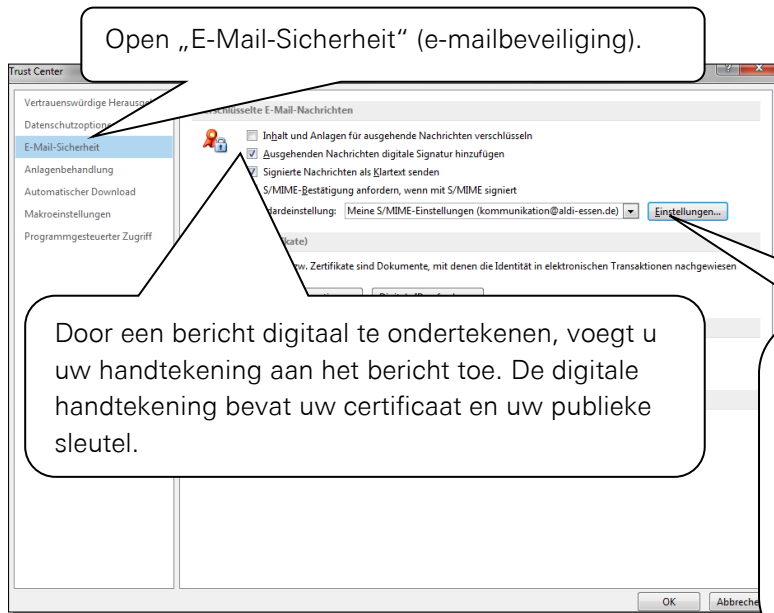 Open „E-Mail-Sicherheit“ (e-mailbeveiliging).
Trust Center
Vertrauenswürdige
Datenschutzoptionen
E-Mail-Sicherheit
Anlagenbehandlung
Automatischer Download
Makroeinstellungen
Programmgesteuerter Zugriff
E-Mail-Nachrichten
Inhalt und Anlagen für ausgehende Nachrichten verschlüsseln
Ausgehenden Nachrichten digitale Signatur hinzufügen
Signierte Nachrichten als Klartext senden
S/MIME-Bestätigung anfordern, wenn mit S/MIME signiert
Meine S/MIME-Einstellungen (kommunikation@aldi-essen.de)
Einstellungen...
Zertifikate sind Dokumente, mit denen die Identität in elektronischen Transaktionen nachgewiesen
Door een bericht digitaal te ondertekenen, voegt u
uw handtekening aan het bericht toe. De digitale
handtekening bevat uw certificaat en uw publieke
sleutel.
OK
Abbreche